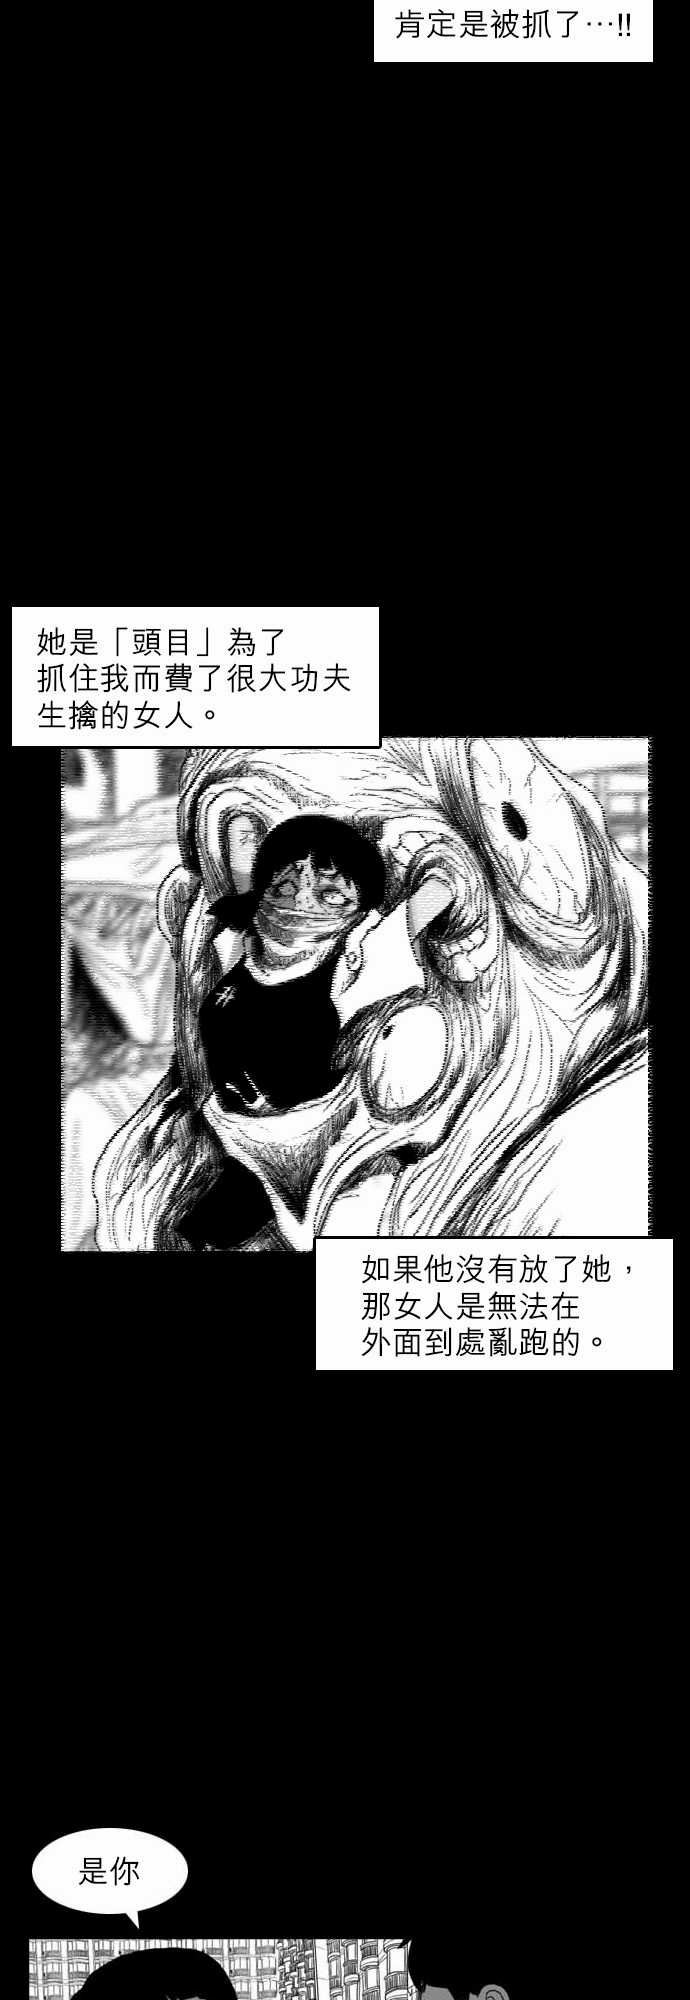 肯定是被抓了…!!
她是「頭目」為了
抓住我而費了很大功夫
生擒的女人。
如果他沒有放了她，
那女人是無法在
外面到處亂跑的。
是你